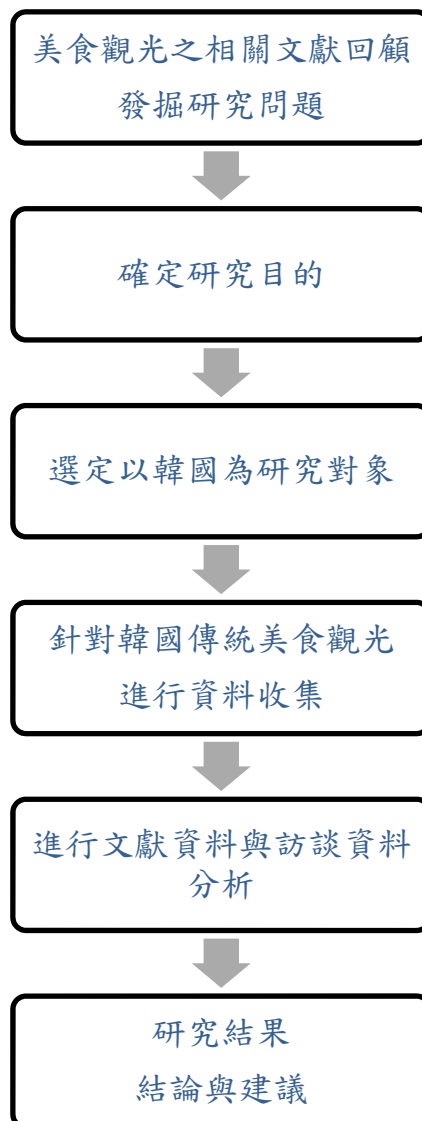 美食觀光之相關文獻回顧
發掘研究問題
確定研究目的
選定以韓國為研究對象
針對韓國傳統美食觀光
進行資料收集
進行文獻資料與訪談資料
分析
研究結果
結論與建議